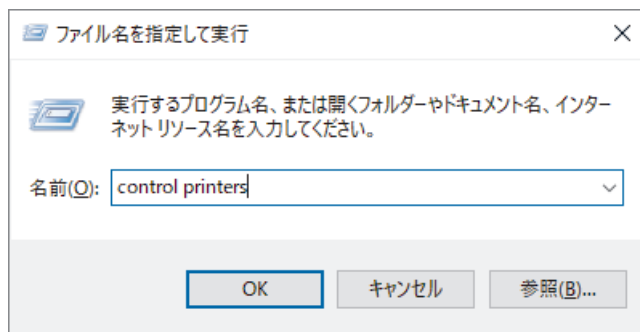 ファイル名を指定して実行
実行するプログラム名、または開くフォルダーやドキュメント名、インター
ネット リソース名を入力してください。
名前(O): control printers
OK キャンセル 参照(B)...